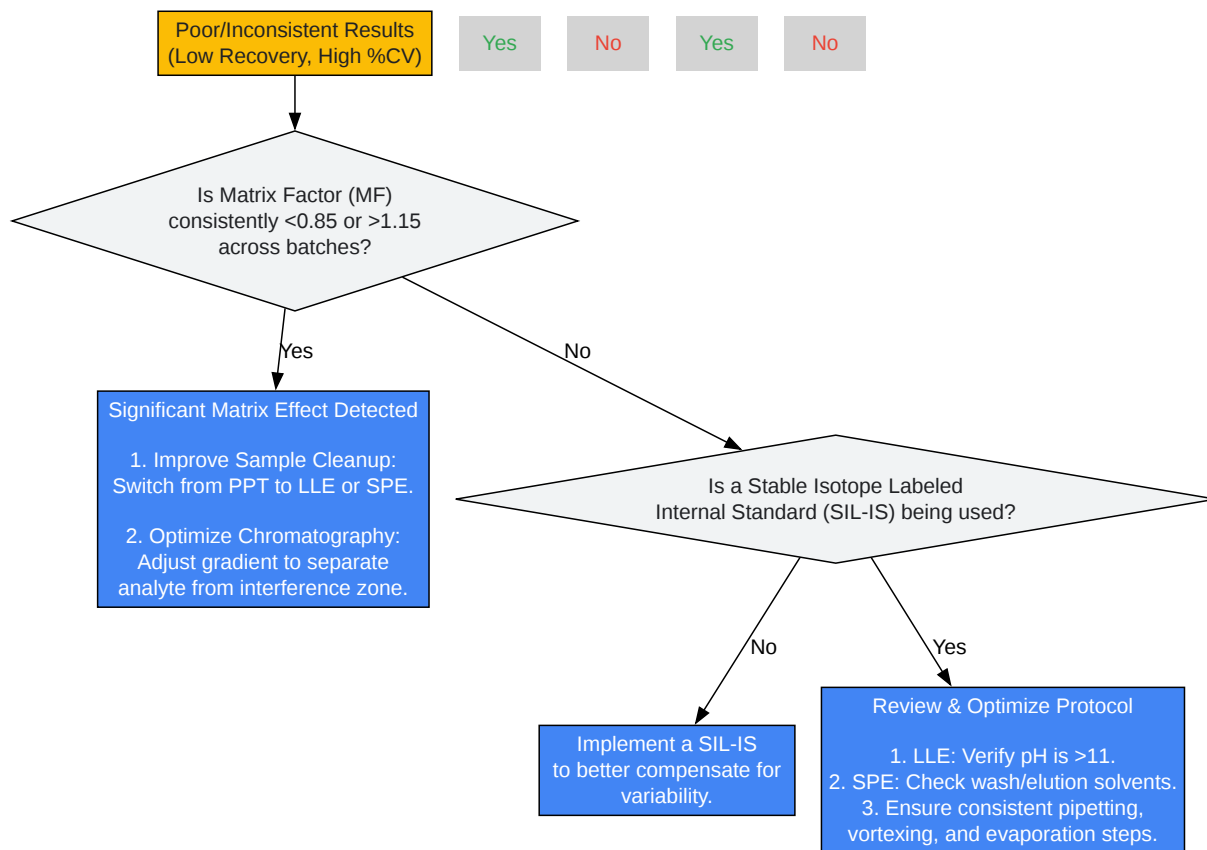 Poor/Inconsistent Results
(Low Recovery, High %CV)
Yes
No
Yes
No
Is Matrix Factor (MF)
consistently <0.85 or >1.15
across batches?
Yes
No
Significant Matrix Effect Detected
1. Improve Sample Cleanup:
Switch from PPT to LLE or SPE.
2. Optimize Chromatography:
Adjust gradient to separate
analyte from interference zone.
Is a Stable Isotope Labeled
Internal Standard (SIL-IS) being used?
No
Yes
Implement a SIL-IS
to better compensate for
variability.
Review & Optimize Protocol
1. LLE: Verify pH is >11.
2. SPE: Check wash/elution solvents.
3. Ensure consistent pipetting,
vortexing, and evaporation steps.